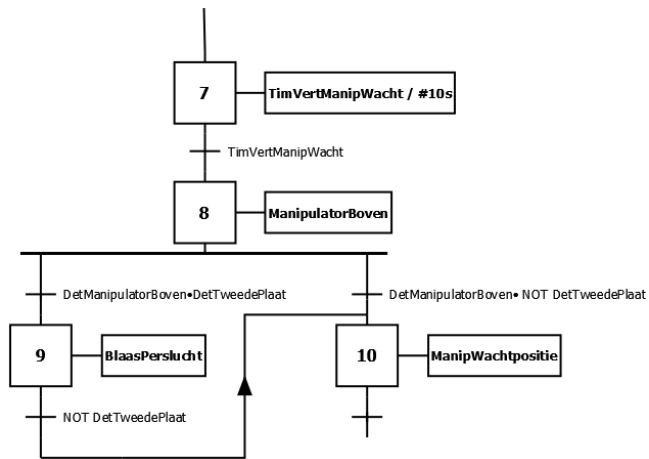 7
TimVertManipWacht / #10s
TimVertManipWacht
8
ManipulatorBoven
DetManipulatorBoven•DetTweedePlaat
DetManipulatorBoven• NOT DetTweedePlaat
9
BlaasPerslucht
10
ManipWachtpositie
NOT DetTweedePlaat